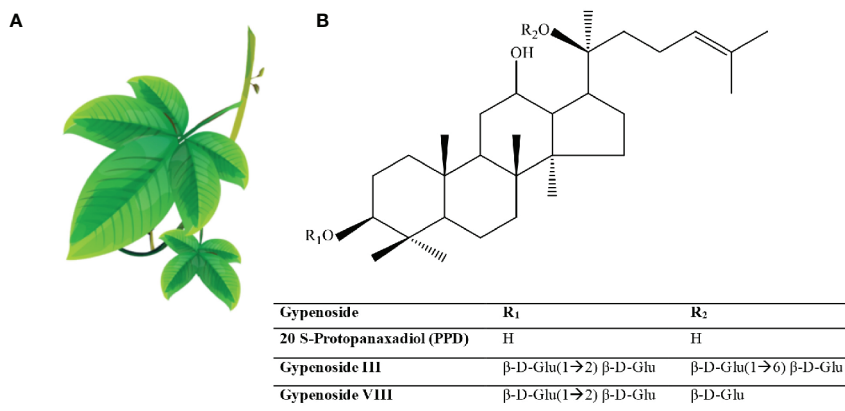 A
B
R₂O
OH
R₁O
Gypenoside R₁ R₂
20 S-Protopanaxadiol (PPD) H H
Gypenoside III β-D-Glu(1→2) β-D-Glu β-D-Glu(1→6) β-D-Glu
Gypenoside VIII β-D-Glu(1→2) β-D-Glu β-D-Glu